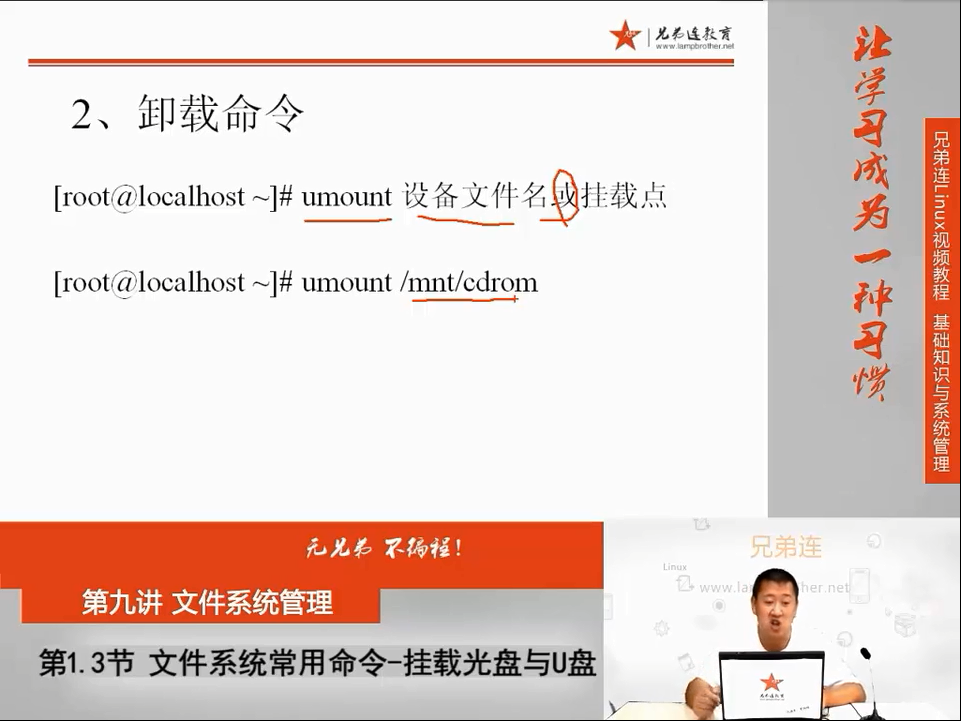 兄弟连教育
www.lampbrother.net
2、卸载命令
[root@localhost ~]# umount 设备文件名或挂载点
[root@localhost ~]# umount /mnt/cdrom
让学习成为一种习惯
兄弟连Linux视频教程 基础知识与系统管理
无兄弟 不编程!
第九讲 文件系统管理
第1.3节 文件系统常用命令-挂载光盘与U盘
兄弟连
Linux
兄弟连教育